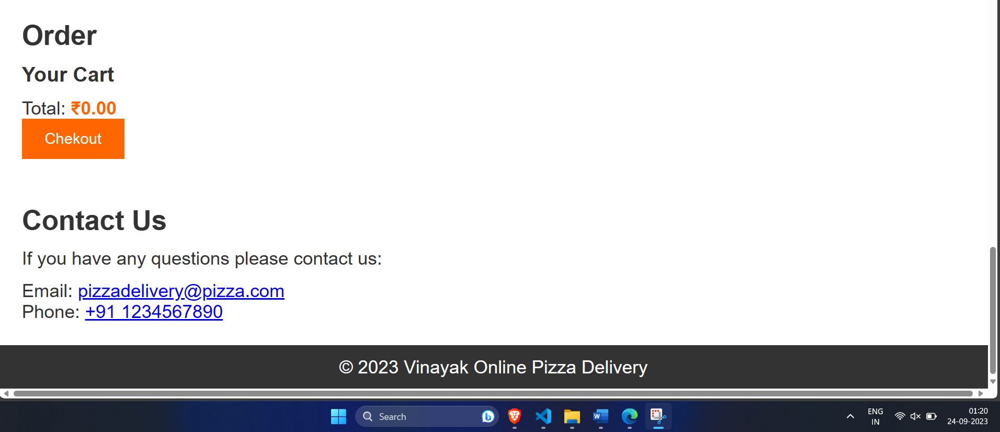 Order
Your Cart
Total: ₹0.00
Chekout
Contact Us
If you have any questions please contact us:
Email: pizzadelivery@pizza.com
Phone: +91 1234567890
© 2023 Vinayak Online Pizza Delivery
Search
ENG
IN
01:20
24-09-2023